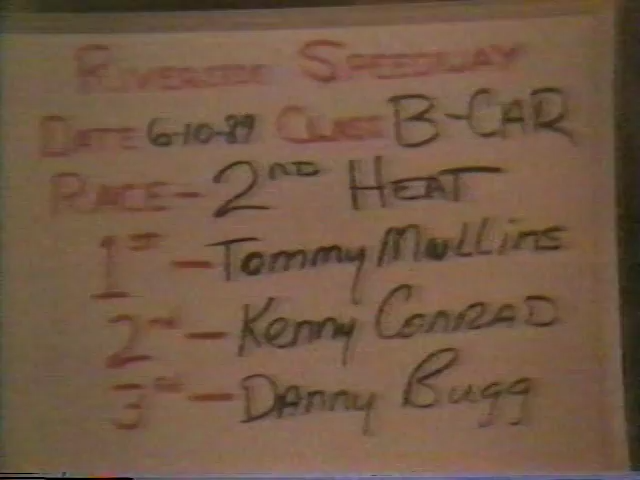 Riverside Speedway
Date 6-10-89 Class B-Car
Race- 2nd Heat
1st - Tommy Mullins
2nd - Kenny Conrad
3rd - Danny Bugg